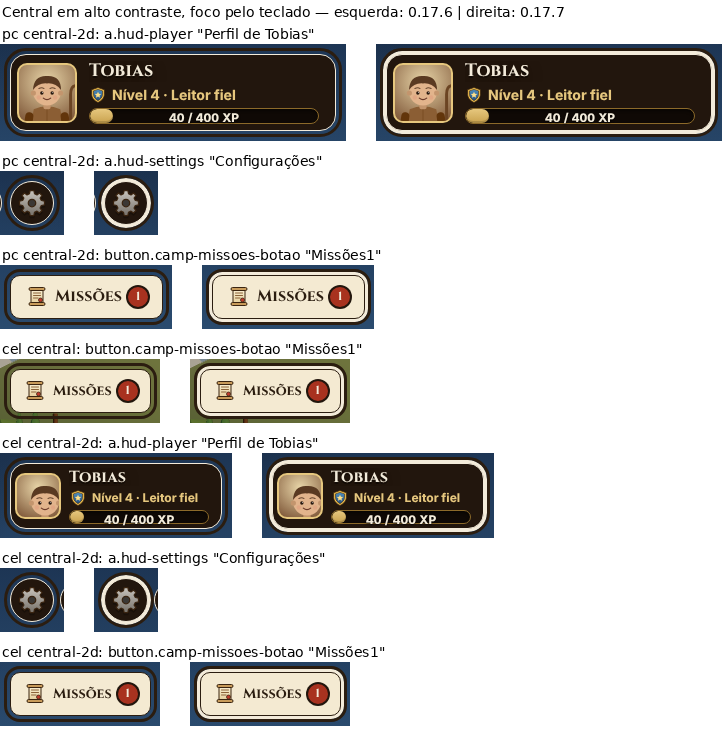 Central em alto contraste, foco pelo teclado — esquerda: 0.17.6 | direita: 0.17.7
pc central-2d: a.hud-player "Perfil de Tobias"
TOBIAS
Nível 4 · Leitor fiel
40 / 400 XP
TOBIAS
Nível 4 · Leitor fiel
40 / 400 XP
pc central-2d: a.hud-settings "Configurações"
pc central-2d: button.camp-missoes-botao "Missões1"
MISSÕES 1
MISSÕES 1
cel central: button.camp-missoes-botao "Missões1"
MISSÕES 1
MISSÕES 1
cel central-2d: a.hud-player "Perfil de Tobias"
TOBIAS
Nível 4 · Leitor fiel
40 / 400 XP
TOBIAS
Nível 4 · Leitor fiel
40 / 400 XP
cel central-2d: a.hud-settings "Configurações"
cel central-2d: button.camp-missoes-botao "Missões1"
MISSÕES 1
MISSÕES 1